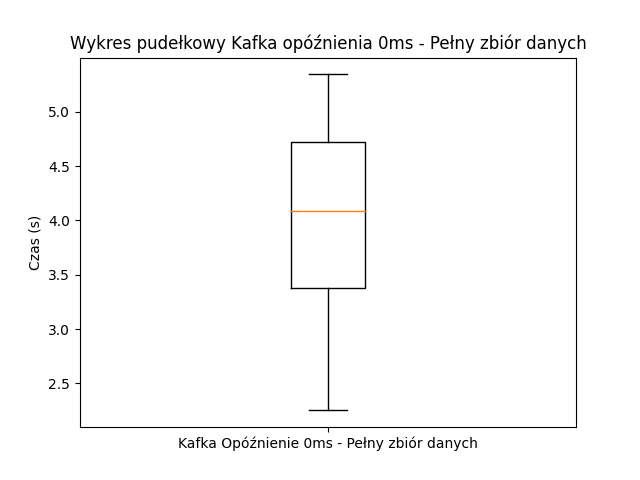 Wykres pudełkowy Kafka opóźnienia 0ms - Pełny zbiór danych
5.0
4.5
4.0
3.5
3.0
2.5
Czas (s)
Kafka Opóźnienie 0ms - Pełny zbiór danych